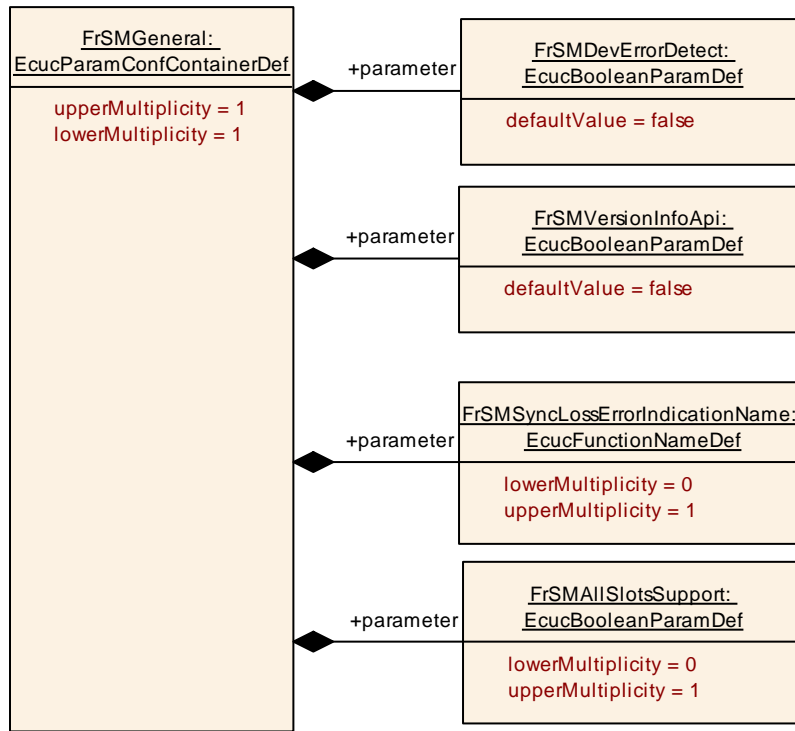 FrSMGeneral:
EcucParamConfContainerDef
upperMultiplicity = 1
lowerMultiplicity = 1
+parameter
FrSMDevErrorDetect:
EcucBooleanParamDef
defaultValue = false
+parameter
FrSMVersionInfoApi:
EcucBooleanParamDef
defaultValue = false
+parameter
FrSMSyncLossErrorIndicationName:
EcucFunctionNameDef
lowerMultiplicity = 0
upperMultiplicity = 1
+parameter
FrSMAllSlotsSupport:
EcucBooleanParamDef
lowerMultiplicity = 0
upperMultiplicity = 1